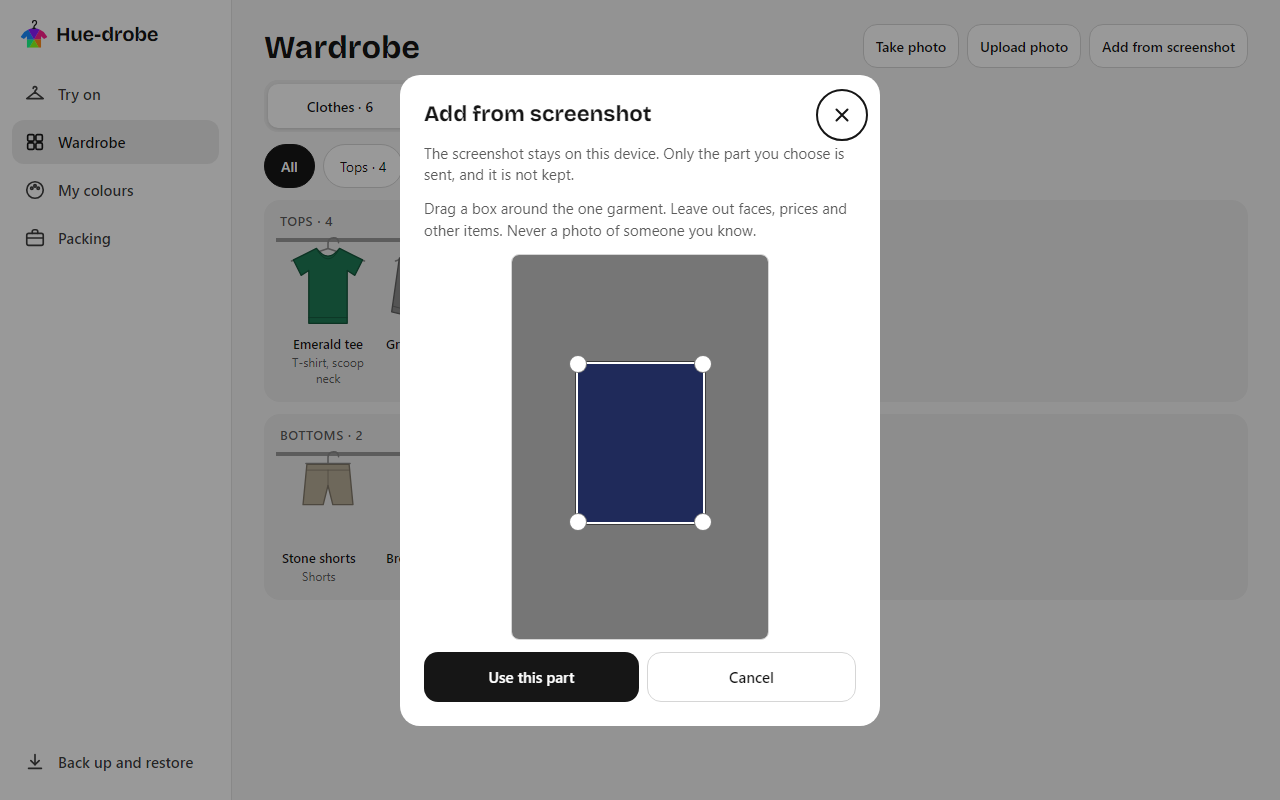 Hue-drobe
Try on
Wardrobe
My colours
Packing
Back up and restore
Wardrobe
Take photo
Upload photo
Add from screenshot
Clothes · 6
All
Tops · 4
TOPS · 4
Emerald tee
T-shirt, scoop
neck
Gr
BOTTOMS · 2
Stone shorts
Shorts
Br
Add from screenshot
The screenshot stays on this device. Only the part you choose is
sent, and it is not kept.
Drag a box around the one garment. Leave out faces, prices and
other items. Never a photo of someone you know.
Use this part
Cancel